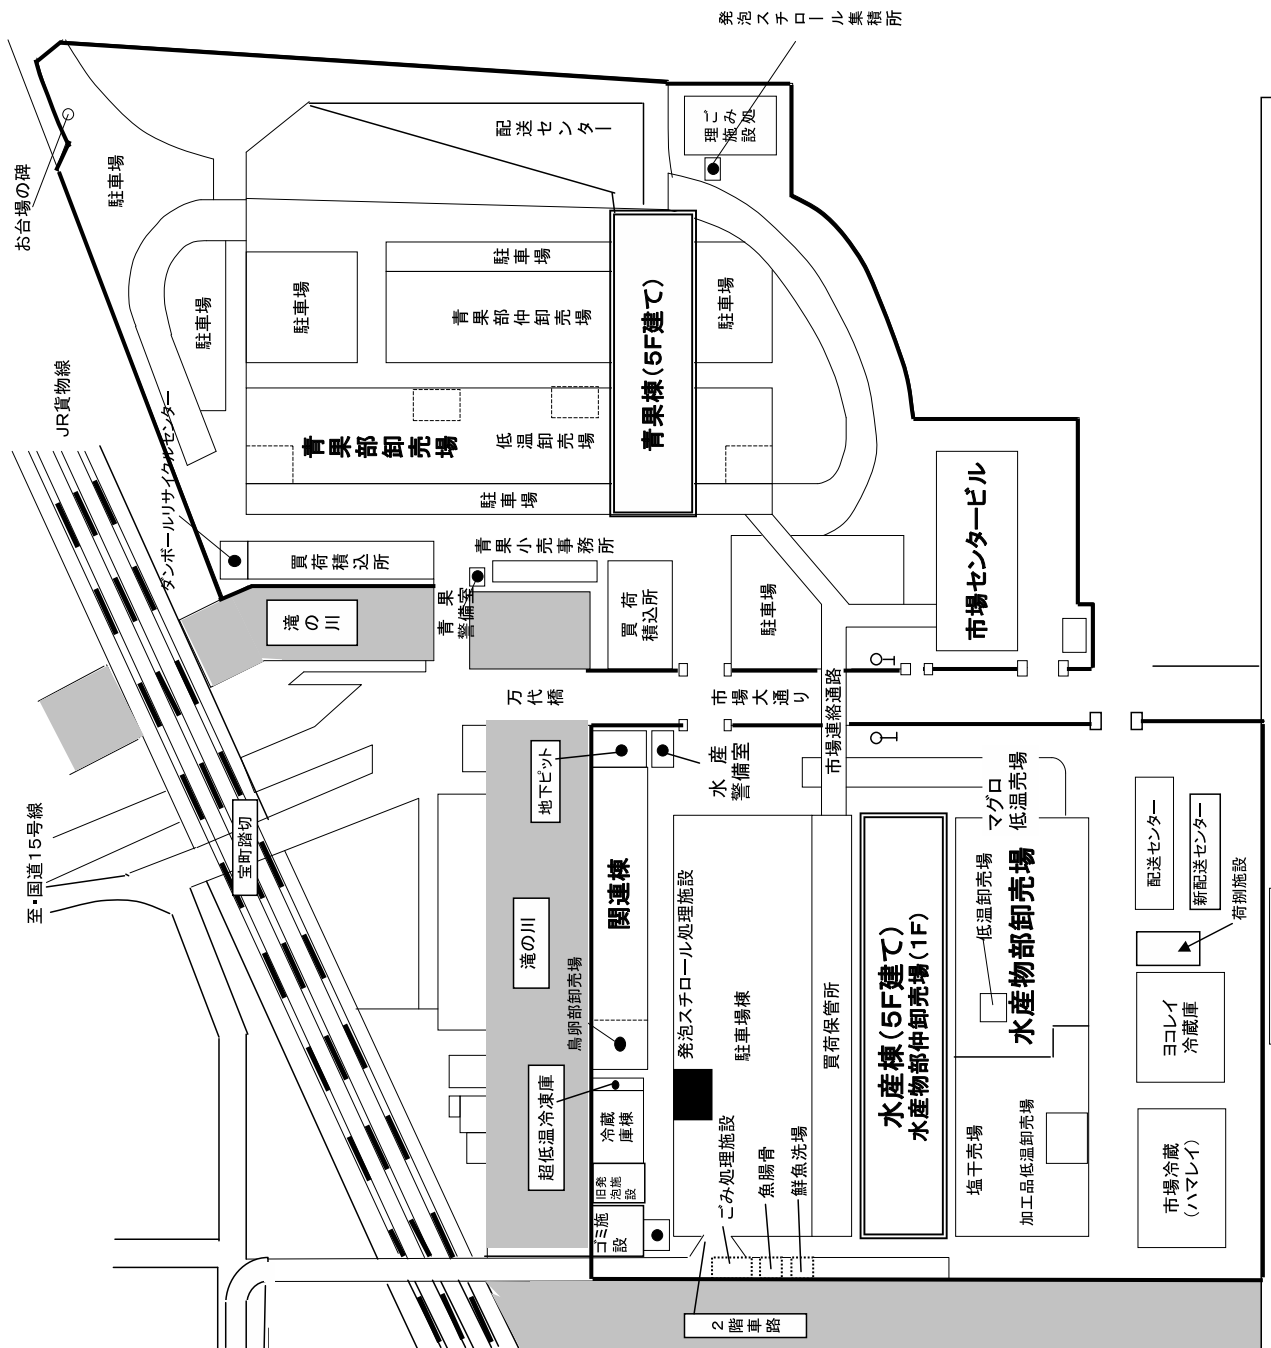 発泡スチロール集積所
お台場の碑
駐車場
配送センター
ごみ処
理施設
駐車場
駐車場
駐車場
青果部仲卸売場
青果棟(5F建て)
駐車場
JR貨物線
ダンボールリサイクルセンター
青果部卸売場
低温卸売場
駐車場
買荷積込所
青果小売事務所
滝の川
青果
警備室
買荷
積込所
駐車場
市場センタービル
万代橋
市場大通り
市場連絡通路
地下ピット
水産
警備室
至・国道15号線
宝町踏切
滝の川
関連棟
鳥卵部卸売場
超低温冷凍庫
冷蔵
庫棟
旧発
泡施
設
ゴミ施
設
発泡スチロール処理施設
駐車場棟
買荷保管所
水産棟(5F建て)
水産物部仲卸売場(1F)
マグロ
低温売場
低温卸売場
水産物部卸売場
塩干売場
加工品低温卸売場
配送センター
新配送センター
荷捌施設
ヨコレイ
冷蔵庫
市場冷蔵
(ハマレイ)
ごみ処理施設
魚腸骨
鮮魚洗場
2階車路